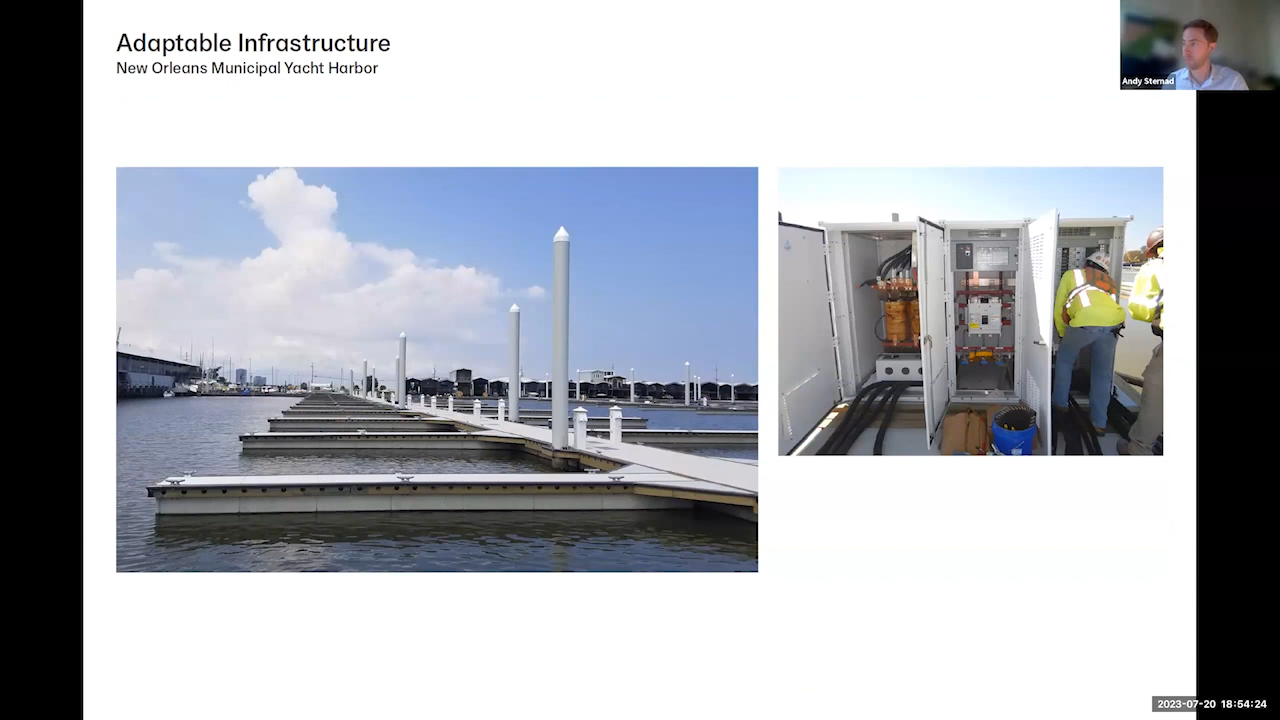 Adaptable Infrastructure
New Orleans Municipal Yacht Harbor
Andy Sternad
2023-07-20 18:54:24